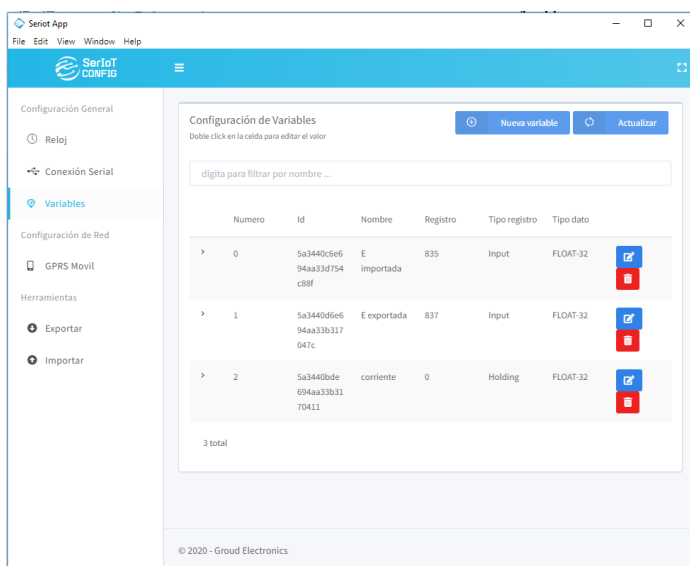 Seriot App
File Edit View Window Help
SerIoT
CONFIG
Configuración General
Reloj
Conexión Serial
Variables
Configuración de Red
GPRS Movil
Herramientas
Exportar
Importar
Configuración de Variables
Doble click en la celda para editar el valor
Nueva variable
Actualizar
digita para filtrar por nombre ...
Numero Id Nombre Registro Tipo registro Tipo dato
0 5a3440c6e6 E 835 Input FLOAT-32
94aa33d754 importada
c88f
1 5a3440d6e6 E exportada 837 Input FLOAT-32
94aa33b317
047c
2 5a3440bde corriente 0 Holding FLOAT-32
694aa33b31
70411
3 total
© 2020 - Groud Electronics